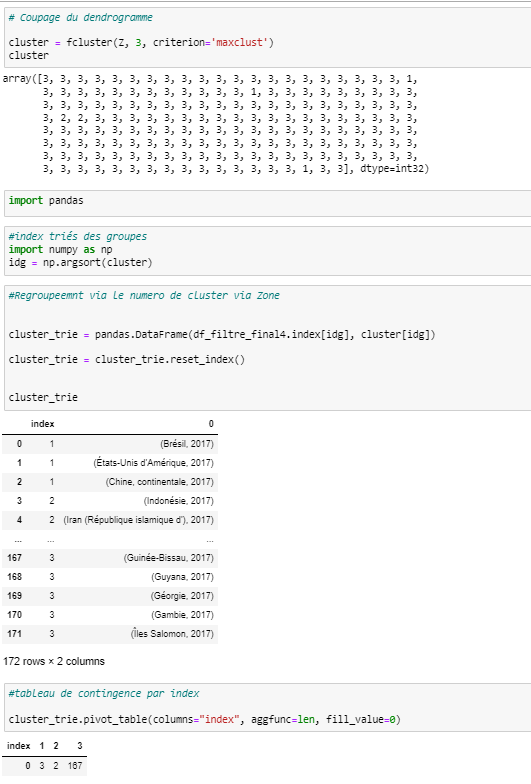 # Coupage du dendrogramme
cluster = fcluster(Z, 3, criterion='maxclust')
cluster
array([3, 3, 3, 3, 3, 3, 3, 3, 3, 3, 3, 3, 3, 3, 3, 3, 3, 3, 3, 3, 3, 1,
3, 3, 3, 3, 3, 3, 3, 3, 3, 3, 3, 3, 1, 3, 3, 3, 3, 3, 3, 3, 3, 3,
3, 3, 3, 3, 3, 3, 3, 3, 3, 3, 3, 3, 3, 3, 3, 3, 3, 3, 3, 3, 3, 3,
3, 2, 2, 3, 3, 3, 3, 3, 3, 3, 3, 3, 3, 3, 3, 3, 3, 3, 3, 3, 3, 3,
3, 3, 3, 3, 3, 3, 3, 3, 3, 3, 3, 3, 3, 3, 3, 3, 3, 3, 3, 3, 3, 3,
3, 3, 3, 3, 3, 3, 3, 3, 3, 3, 3, 3, 3, 3, 3, 3, 3, 3, 3, 3, 3, 3,
3, 3, 3, 3, 3, 3, 3, 3, 3, 3, 3, 3, 3, 3, 3, 3, 3, 3, 3, 3, 3, 3,
3, 3, 3, 3, 3, 3, 3, 3, 3, 3, 3, 3, 3, 3, 3, 1, 3, 3], dtype=int32)
import pandas
#index triés des groupes
import numpy as np
idg = np.argsort(cluster)
#Regroupeemnt via le numero de cluster via Zone
cluster_trie = pandas.DataFrame(df_filtre_final4.index[idg], cluster[idg])
cluster_trie = cluster_trie.reset_index()
cluster_trie
index 0
0 1 (Brésil, 2017)
1 1 (États-Unis d'Amérique, 2017)
2 1 (Chine, continentale, 2017)
3 2 (Indonésie, 2017)
4 2 (Iran (République islamique d'), 2017)
... ... ...
167 3 (Guinée-Bissau, 2017)
168 3 (Guyana, 2017)
169 3 (Géorgie, 2017)
170 3 (Gambie, 2017)
171 3 (Îles Salomon, 2017)
172 rows × 2 columns
#tableau de contingence par index
cluster_trie.pivot_table(columns="index", aggfunc=len, fill_value=0)
index 1 2 3
0 3 2 167